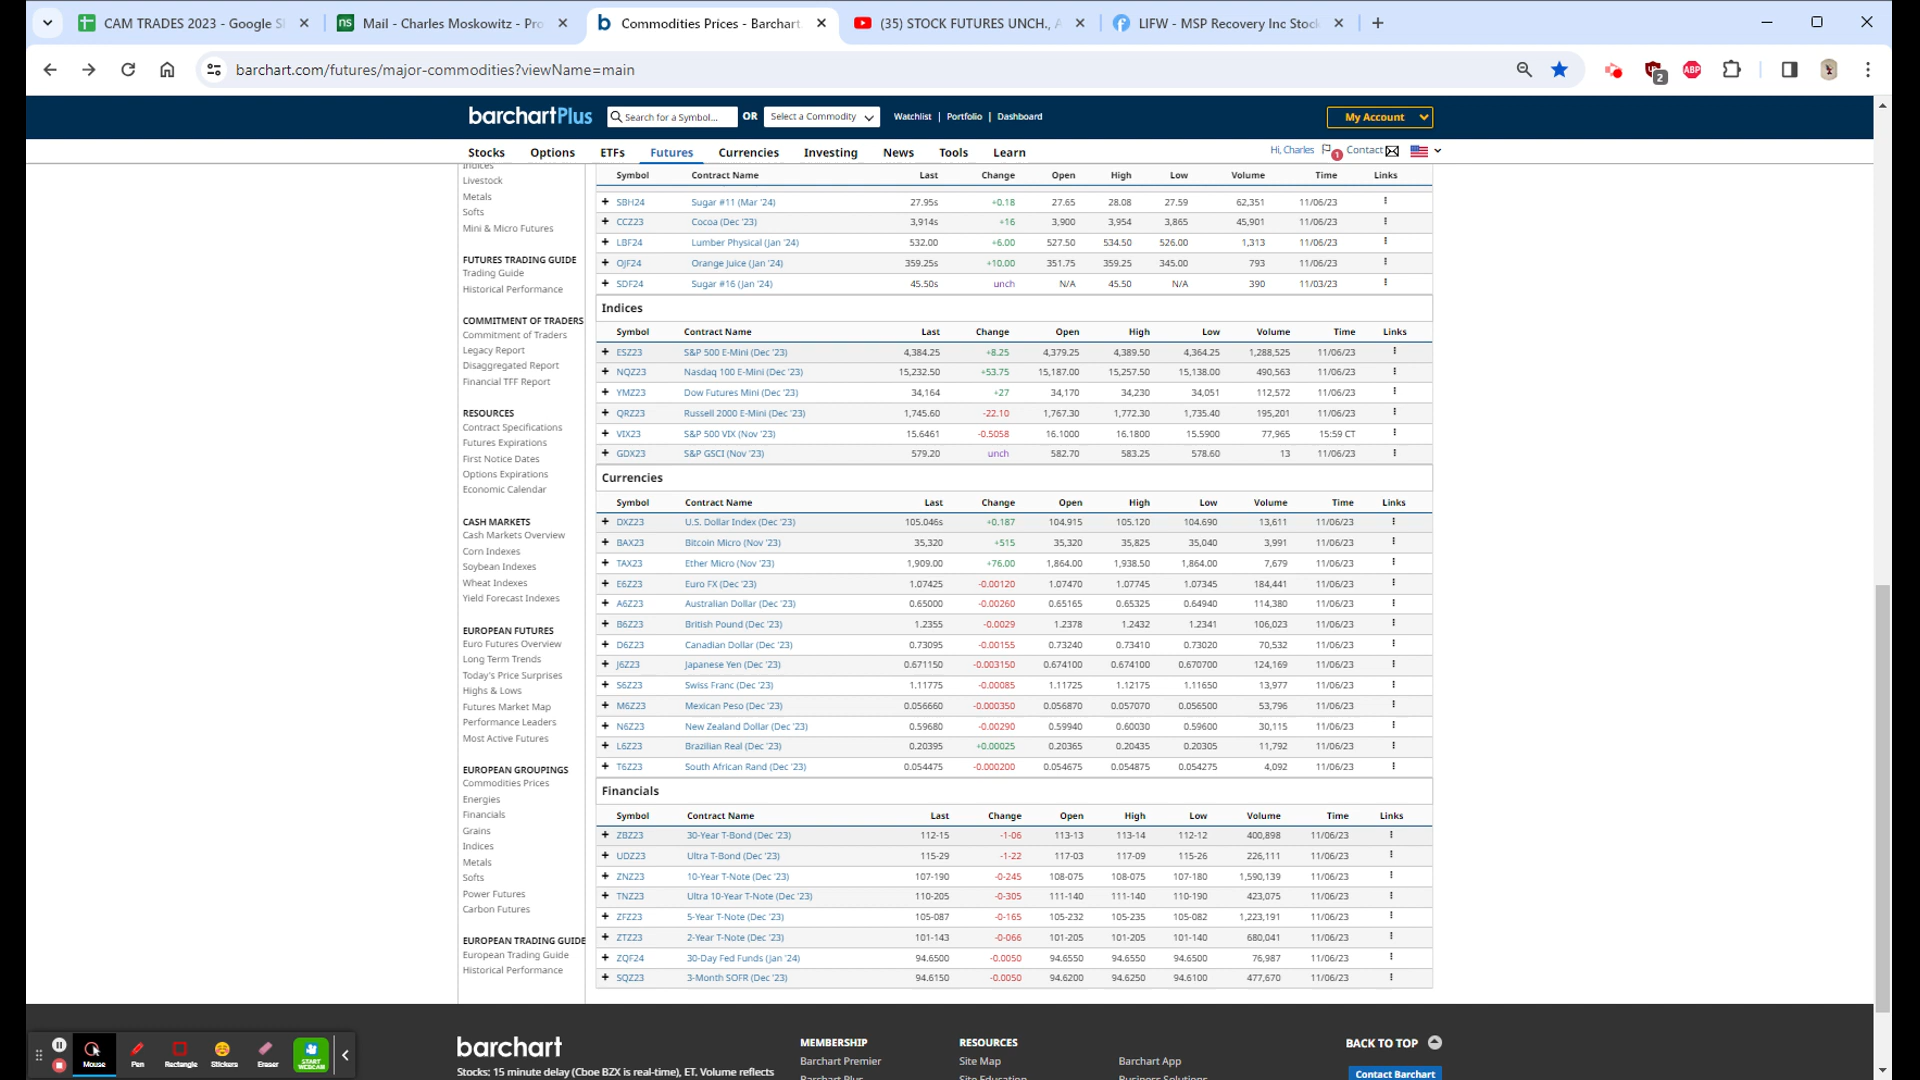 CAM TRADES 2023 - Google S
Mail - Charles Moskowitz - Pro
Commodities Prices - Barchart
(35) STOCK FUTURES UNCH., A
LIFW - MSP Recovery Inc Stock
barchart.com/futures/major-commodities?viewName=main
2
ABP
barchartPlus
Search for a Symbol...
OR
Select a Commodity
Watchlist | Portfolio | Dashboard
My Account
Stocks Options ETFs Futures Currencies Investing News Tools Learn
Hi, Charles 1 Contact
Indices
Livestock
Metals
Softs
Mini & Micro Futures
FUTURES TRADING GUIDE
Trading Guide
Historical Performance
COMMITMENT OF TRADERS
Commitment of Traders
Legacy Report
Disaggregated Report
Financial TFF Report
RESOURCES
Contract Specifications
Futures Expirations
First Notice Dates
Options Expirations
Economic Calendar
CASH MARKETS
Cash Markets Overview
Corn Indexes
Soybean Indexes
Wheat Indexes
Yield Forecast Indexes
EUROPEAN FUTURES
Euro Futures Overview
Long Term Trends
Today's Price Surprises
Highs & Lows
Futures Market Map
Performance Leaders
Most Active Futures
EUROPEAN GROUPINGS
Commodities Prices
Energies
Financials
Grains
Indices
Metals
Softs
Power Futures
Carbon Futures
EUROPEAN TRADING GUIDE
European Trading Guide
Historical Performance
Symbol Contract Name Last Change Open High Low Volume Time Links
+ SBH24 Sugar #11 (Mar '24) 27.95s +0.18 27.65 28.08 27.59 62,351 11/06/23
+ CCZ23 Cocoa (Dec '23) 3,914s +16 3,900 3,954 3,865 45,901 11/06/23
+ LBF24 Lumber Physical (Jan '24) 532.00 +6.00 527.50 534.50 526.00 1,313 11/06/23
+ OJF24 Orange Juice (Jan '24) 359.25s +10.00 351.75 359.25 345.00 793 11/06/23
+ SDF24 Sugar #16 (Jan '24) 45.50s unch N/A 45.50 N/A 390 11/03/23
Indices
Symbol Contract Name Last Change Open High Low Volume Time Links
+ ESZ23 S&P 500 E-Mini (Dec '23) 4,384.25 +8.25 4,379.25 4,389.50 4,364.25 1,288,525 11/06/23
+ NQZ23 Nasdaq 100 E-Mini (Dec '23) 15,232.50 +53.75 15,187.00 15,257.50 15,138.00 490,563 11/06/23
+ YMZ23 Dow Futures Mini (Dec '23) 34,164 +27 34,170 34,230 34,051 112,572 11/06/23
+ QRZ23 Russell 2000 E-Mini (Dec '23) 1,745.60 -22.10 1,767.30 1,772.30 1,735.40 195,201 11/06/23
+ VIX23 S&P 500 VIX (Nov '23) 15.6461 -0.5058 16.1000 16.1800 15.5900 77,965 15:59 CT
+ GDX23 S&P GSCI (Nov '23) 579.20 unch 582.70 583.25 578.60 13 11/06/23
Currencies
Symbol Contract Name Last Change Open High Low Volume Time Links
+ DXZ23 U.S. Dollar Index (Dec '23) 105.046s +0.187 104.915 105.120 104.690 13,611 11/06/23
+ BAX23 Bitcoin Micro (Nov '23) 35,320 +515 35,320 35,825 35,040 3,991 11/06/23
+ TAX23 Ether Micro (Nov '23) 1,909.00 +76.00 1,864.00 1,938.50 1,864.00 7,679 11/06/23
+ E6Z23 Euro FX (Dec '23) 1.07425 -0.00120 1.07470 1.07745 1.07345 184,441 11/06/23
+ A6Z23 Australian Dollar (Dec '23) 0.65000 -0.00260 0.65165 0.65325 0.64940 114,380 11/06/23
+ B6Z23 British Pound (Dec '23) 1.2355 -0.0029 1.2378 1.2432 1.2341 106,023 11/06/23
+ D6Z23 Canadian Dollar (Dec '23) 0.73095 -0.00155 0.73240 0.73410 0.73020 70,532 11/06/23
+ J6Z23 Japanese Yen (Dec '23) 0.671150 -0.003150 0.674100 0.674100 0.670700 124,169 11/06/23
+ S6Z23 Swiss Franc (Dec '23) 1.11775 -0.00085 1.11725 1.12175 1.11650 13,977 11/06/23
+ M6Z23 Mexican Peso (Dec '23) 0.056660 -0.000350 0.056870 0.057070 0.056500 53,796 11/06/23
+ N6Z23 New Zealand Dollar (Dec '23) 0.59680 -0.00290 0.59940 0.60030 0.59600 30,115 11/06/23
+ L6Z23 Brazilian Real (Dec '23) 0.20395 +0.00025 0.20365 0.20435 0.20305 11,792 11/06/23
+ T6Z23 South African Rand (Dec '23) 0.054475 -0.000200 0.054675 0.054875 0.054275 4,092 11/06/23
Financials
Symbol Contract Name Last Change Open High Low Volume Time Links
+ ZBZ23 30-Year T-Bond (Dec '23) 112-15 -1-06 113-13 113-14 112-12 400,898 11/06/23
+ UDZ23 Ultra T-Bond (Dec '23) 115-29 -1-22 117-03 117-09 115-26 226,111 11/06/23
+ ZNZ23 10-Year T-Note (Dec '23) 107-190 -0-245 108-075 108-075 107-180 1,590,139 11/06/23
+ TNZ23 Ultra 10-Year T-Note (Dec '23) 110-205 -0-305 111-140 111-140 110-190 423,075 11/06/23
+ ZFZ23 5-Year T-Note (Dec '23) 105-087 -0-165 105-232 105-235 105-082 1,223,191 11/06/23
+ ZTZ23 2-Year T-Note (Dec '23) 101-143 -0-066 101-205 101-205 101-140 680,041 11/06/23
+ ZQF24 30-Day Fed Funds (Jan '24) 94.6500 -0.0050 94.6550 94.6550 94.6500 76,987 11/06/23
+ SQZ23 3-Month SOFR (Dec '23) 94.6150 -0.0050 94.6200 94.6250 94.6100 477,670 11/06/23
Mouse Pen Rectangle Stickers Eraser START WEBCAM
barchart
Stocks: 15 minute delay (Cboe BZX is real-time), ET. Volume reflects
MEMBERSHIP
Barchart Premier
Barchart Plus
RESOURCES
Site Map
Site Education
Barchart App
Business Solutions
BACK TO TOP
Contact Barchart